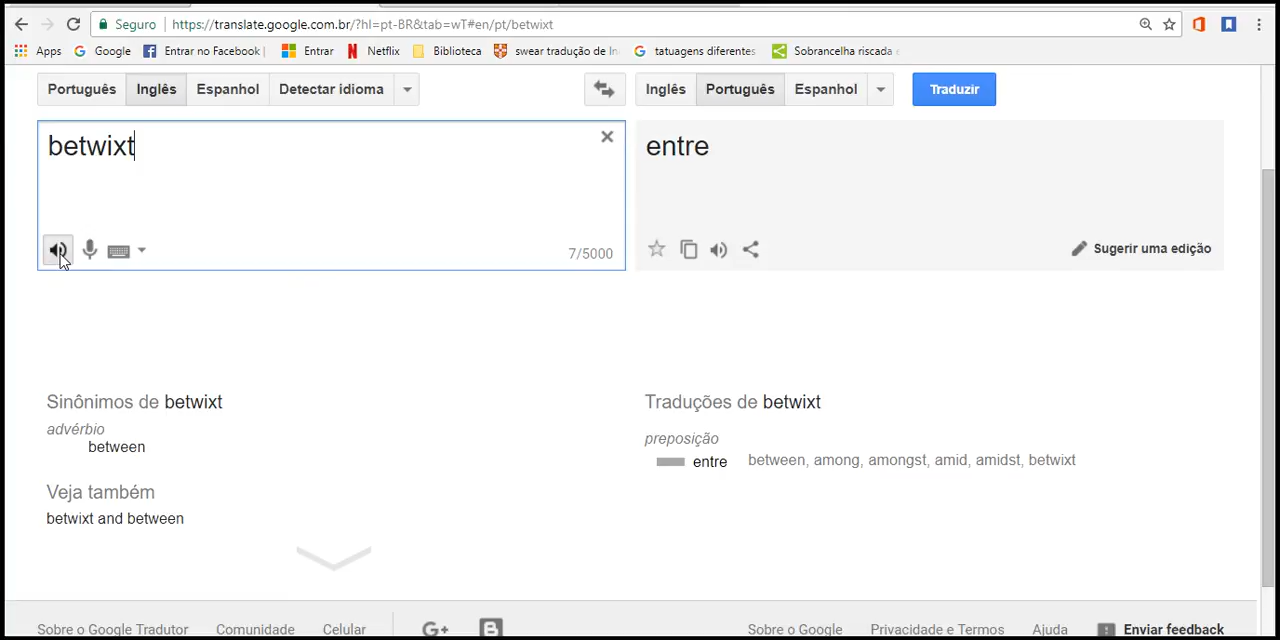 Seguro https://translate.google.com.br/?hl=pt-BR&tab=wT#en/pt/betwixt
Apps Google Entrar no Facebook Entrar Netflix Biblioteca swear tradução de In tatuagens diferentes Sobrancelha riscada
Português Inglês Espanhol Detectar idioma Inglês Português Espanhol Traduzir
betwixt entre
7/5000 Sugerir uma edição
Sinônimos de betwixt Traduções de betwixt
advérbio preposição
between entre between, among, amongst, amid, amidst, betwixt
Veja também
betwixt and between
Sobre o Google Tradutor Comunidade Celular G+ B Sobre o Google Privacidade e Termos Ajuda Enviar feedback